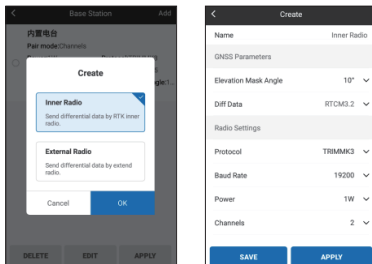 Base Station
Add
内置电台
Pair mode:Channels
Create
Inner Radio
Send differential data by RTK inner
radio.
External Radio
Send differential data by extend
radio.
Cancel
OK
DELETE
EDIT
APPLY
Create
Name
Inner Radio
GNSS Parameters
Elevation Mask Angle
10°
Diff Data
RTCM3.2
Radio Settings
Protocol
TRIMMK3
Baud Rate
19200
Power
1W
Channels
2
SAVE
APPLY